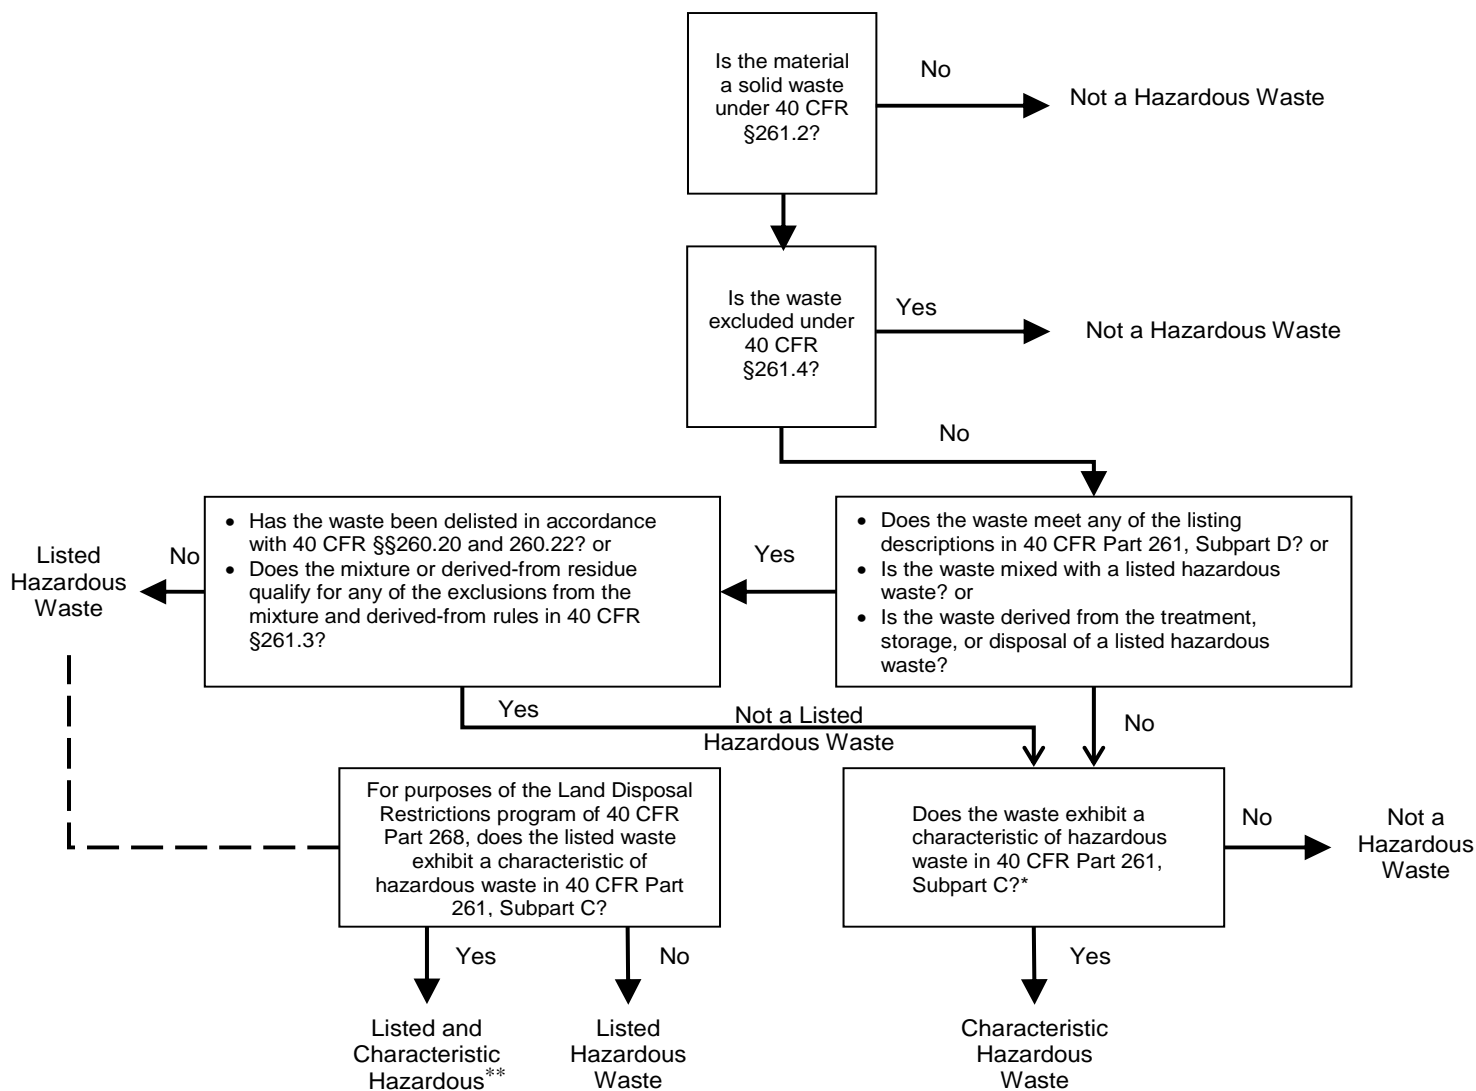 Is the material
a solid waste
under 40 CFR
§261.2?
No
Not a Hazardous Waste
Is the waste
excluded under
40 CFR
§261.4?
Yes
Not a Hazardous Waste
No
• Has the waste been delisted in accordance
with 40 CFR §§260.20 and 260.22? or
• Does the mixture or derived-from residue
qualify for any of the exclusions from the
mixture and derived-from rules in 40 CFR
§261.3?
No
Listed
Hazardous
Waste
Yes
• Does the waste meet any of the listing
descriptions in 40 CFR Part 261, Subpart D? or
• Is the waste mixed with a listed hazardous
waste? or
• Is the waste derived from the treatment,
storage, or disposal of a listed hazardous
waste?
Yes
Not a Listed
Hazardous Waste
No
For purposes of the Land Disposal
Restrictions program of 40 CFR
Part 268, does the listed waste
exhibit a characteristic of
hazardous waste in 40 CFR Part
261, Subpart C?
Does the waste exhibit a
characteristic of hazardous
waste in 40 CFR Part 261,
Subpart C?*
No
Not a
Hazardous
Waste
Yes
No
Yes
Listed and
Characteristic
Hazardous**
Listed
Hazardous
Waste
Characteristic
Hazardous
Waste